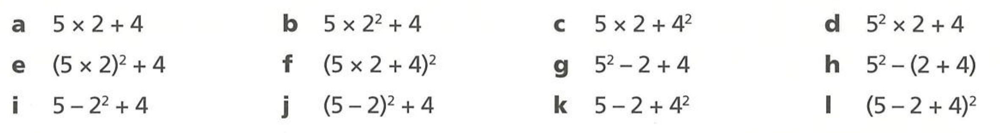 a 5 × 2 + 4 b 5 × 2² + 4 c 5 × 2 + 4² d 5² × 2 + 4
e (5 × 2)² + 4 f (5 × 2 + 4)² g 5² – 2 + 4 h 5² – (2 + 4)
i 5 – 2² + 4 j (5 – 2)² + 4 k 5 – 2 + 4² l (5 – 2 + 4)²